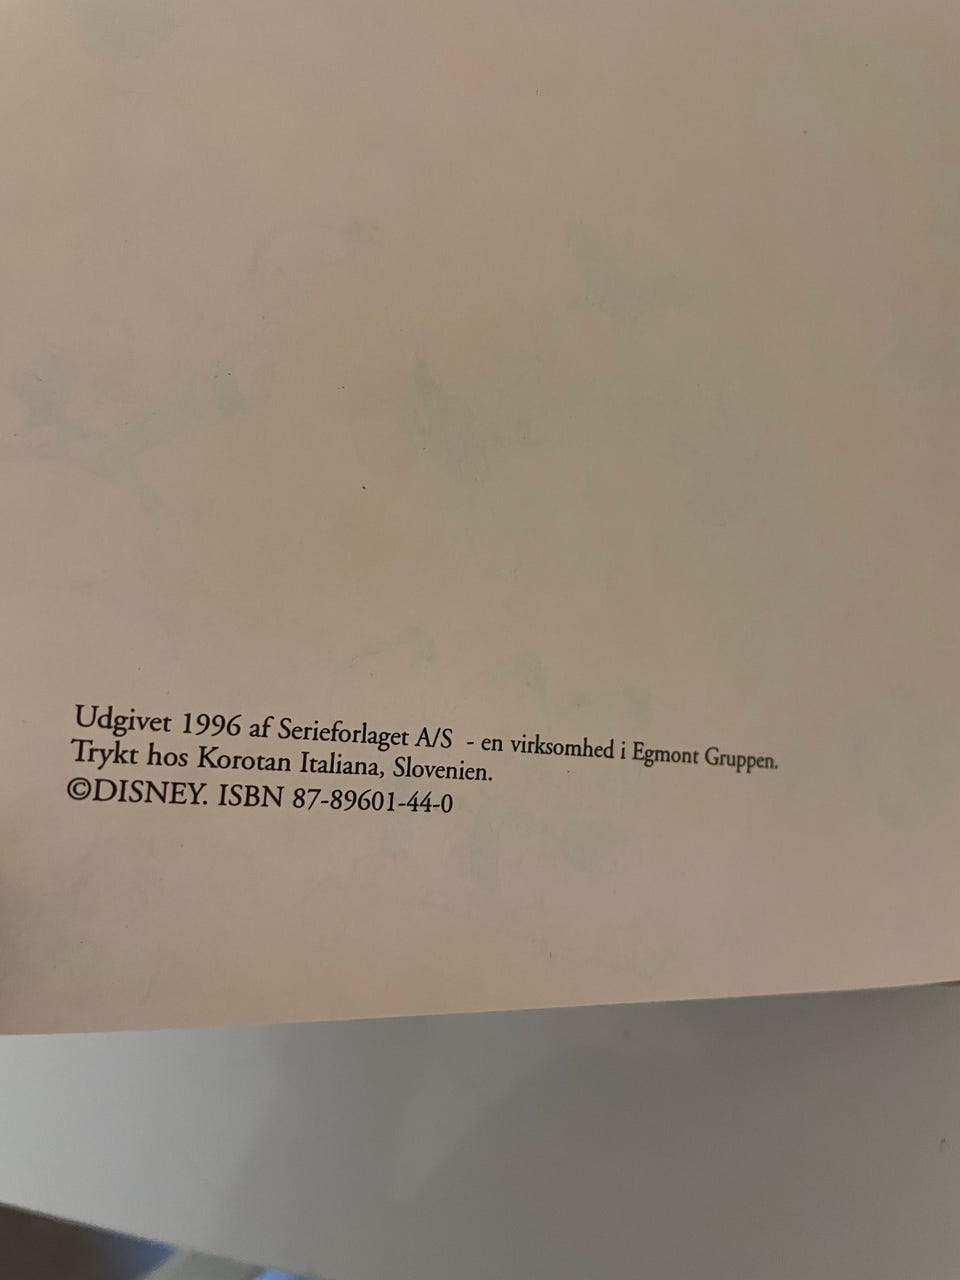 Udgivet 1996 af Serieforlaget A/S - en virksomhed i Egmont Gruppen.
Trykt hos Korotan Italiana, Slovenien.
©DISNEY. ISBN 87-89601-44-0